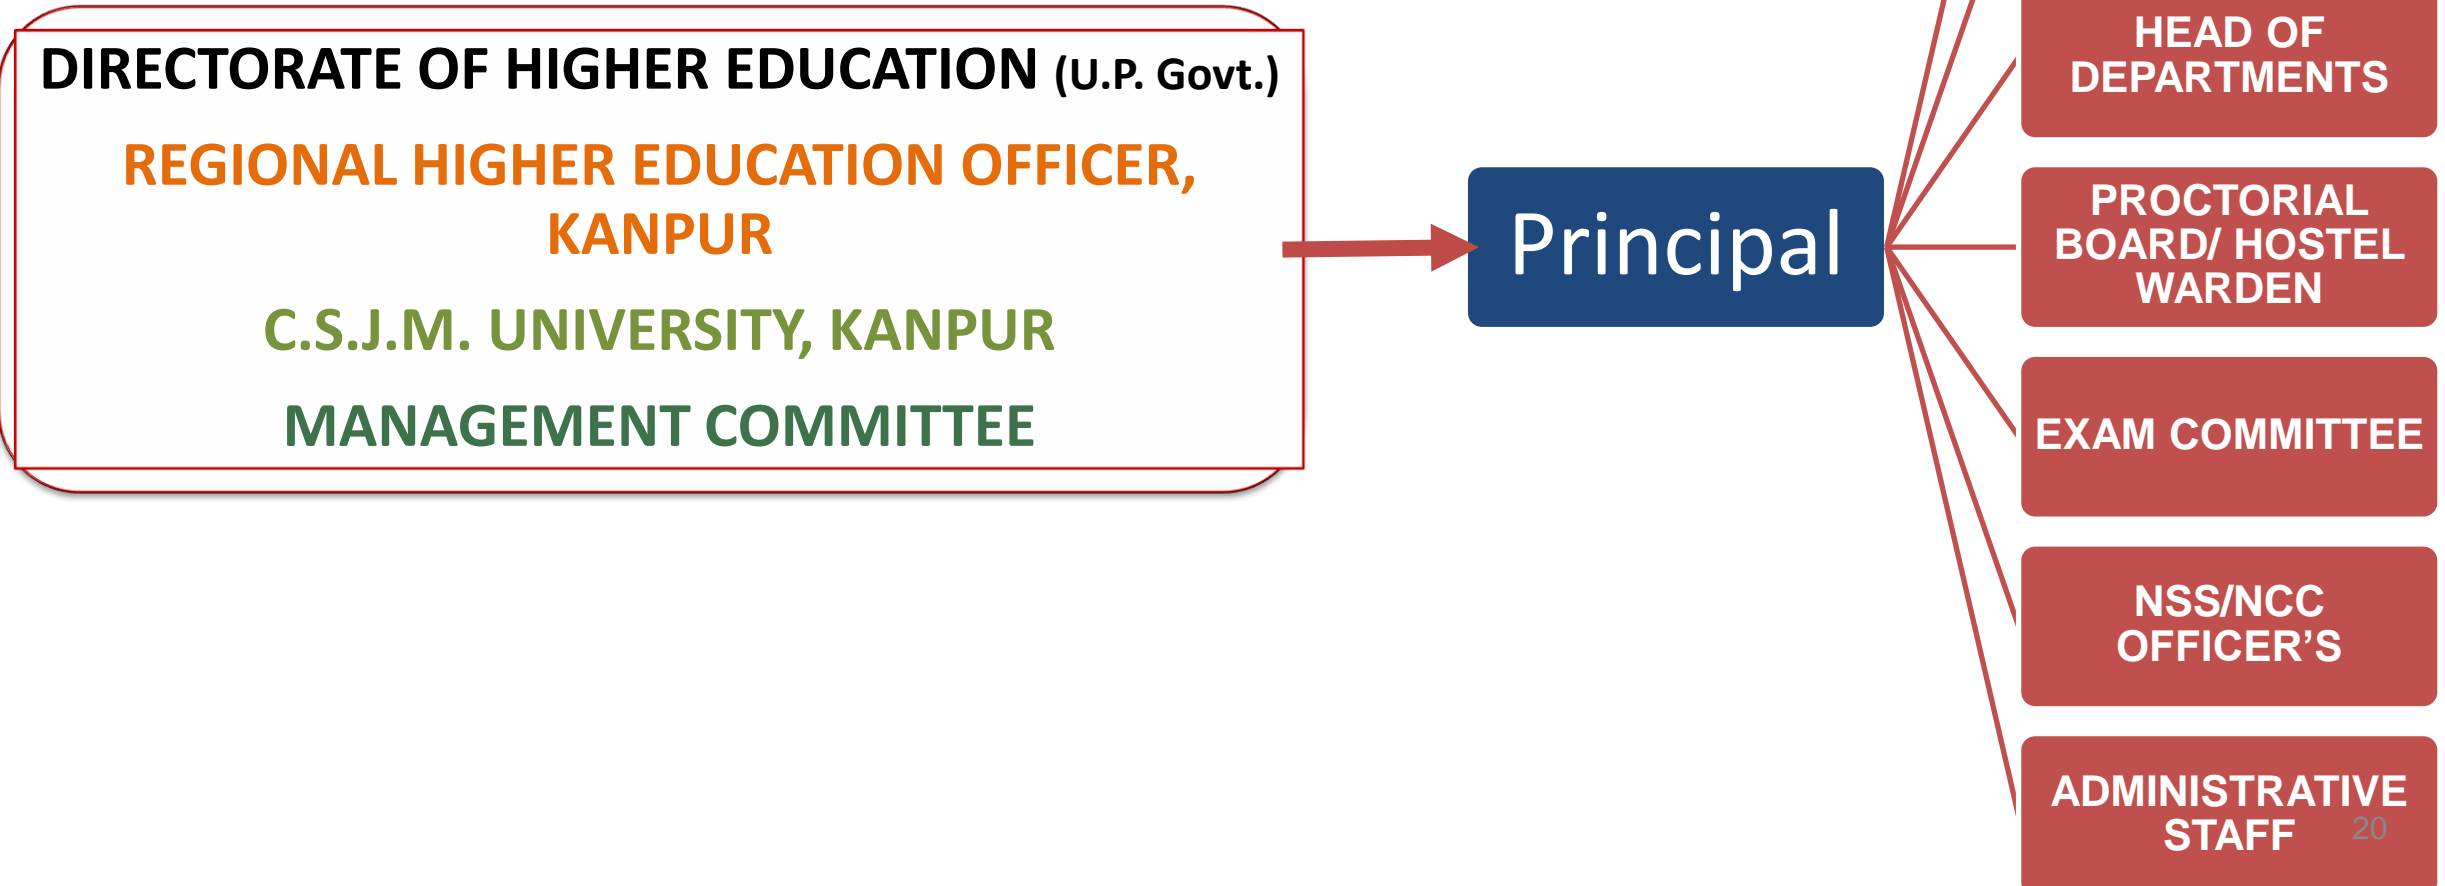 DIRECTORATE OF HIGHER EDUCATION (U.P. Govt.)
REGIONAL HIGHER EDUCATION OFFICER,
KANPUR
C.S.J.M. UNIVERSITY, KANPUR
MANAGEMENT COMMITTEE
Principal
HEAD OF
DEPARTMENTS
PROCTORIAL
BOARD/ HOSTEL
WARDEN
EXAM COMMITTEE
NSS/NCC
OFFICER’S
ADMINISTRATIVE
STAFF
20